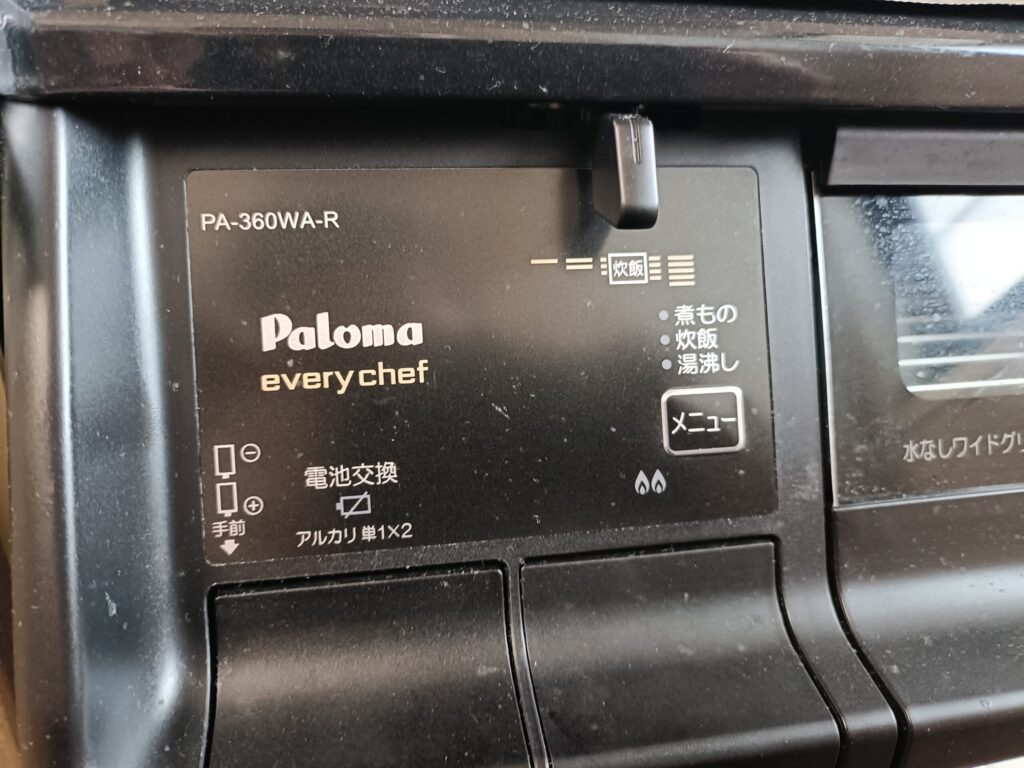 PA-360WA-R
炊飯
Paloma
every chef
煮もの
炊飯
湯沸し
メニュー
電池交換
アルカリ 単1×2
手前
水なしワイドグリ